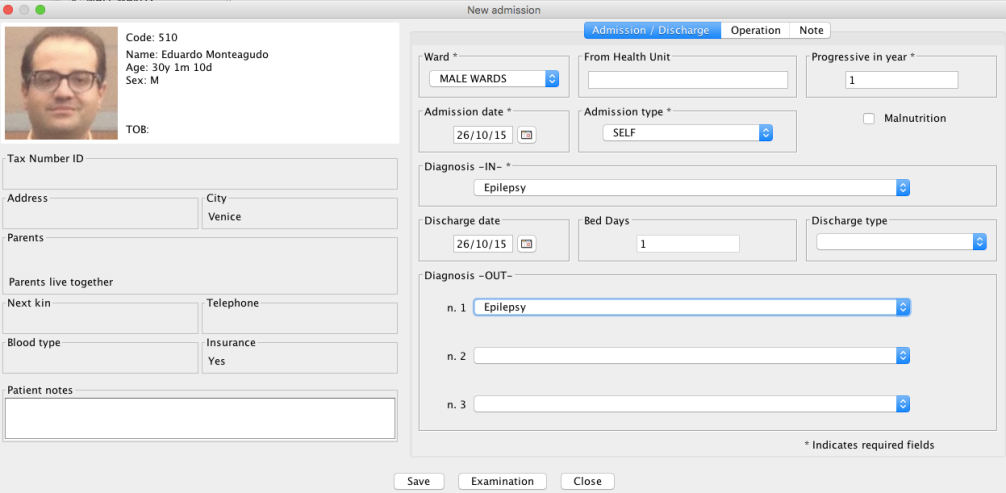 New admission
Code: 510
Name: Eduardo Monteagudo
Age: 30y 1m 10d
Sex: M
TOB:
Tax Number ID
Address
City
Venice
Parents
Parents live together
Next kin
Telephone
Blood type
Insurance
Yes
Patient notes
Admission / Discharge
Operation
Note
Ward *
MALE WARDS
From Health Unit
Progressive in year *
1
Admission date *
26/10/15
Admission type *
SELF
Malnutrition
Diagnosis -IN- *
Epilepsy
Discharge date
26/10/15
Bed Days
1
Discharge type
Diagnosis -OUT-
n. 1 Epilepsy
n. 2
n. 3
* Indicates required fields
Save
Examination
Close